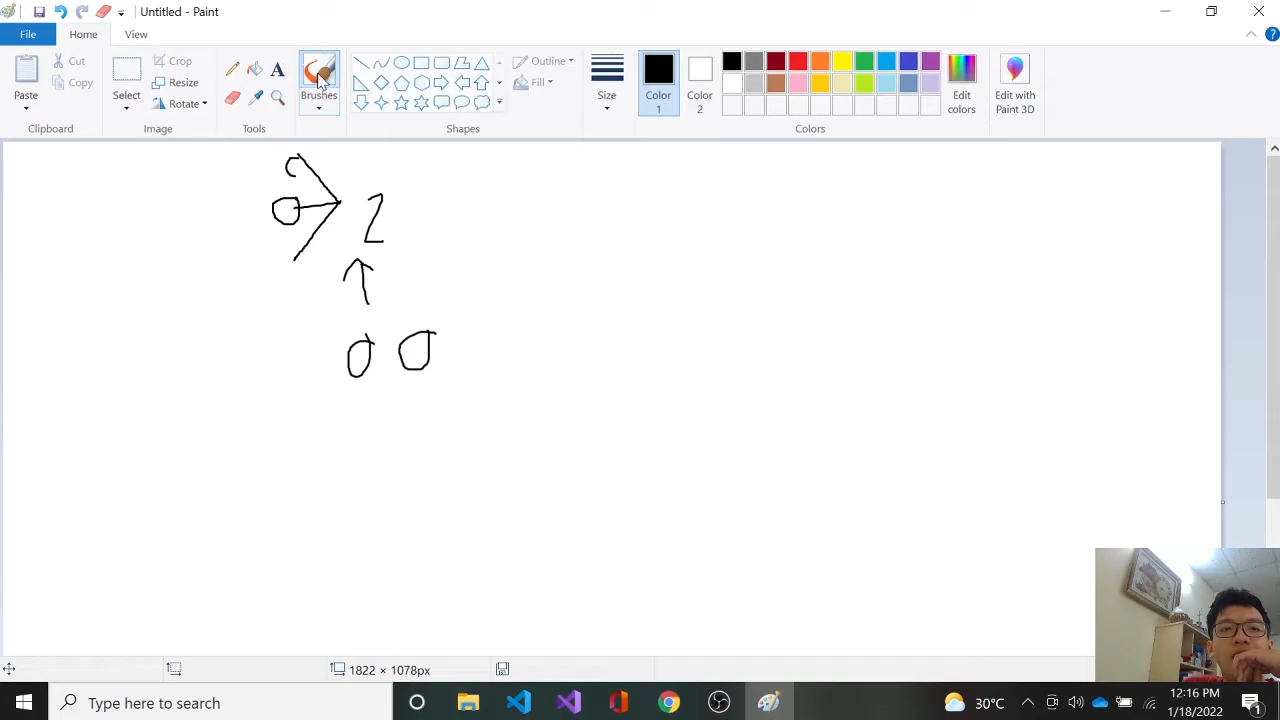 Untitled - Paint
File
Home
View
Paste
Cut
Copy
Clipboard
Select
Crop
Resize
Rotate
Image
A
Tools
Brushes
Outline
Fill
Shapes
Size
Color 1
Color 2
Edit colors
Colors
Edit with Paint 3D
?
2
1822 × 1078px
Type here to search
30°C
12:16 PM
1/18/2022
1